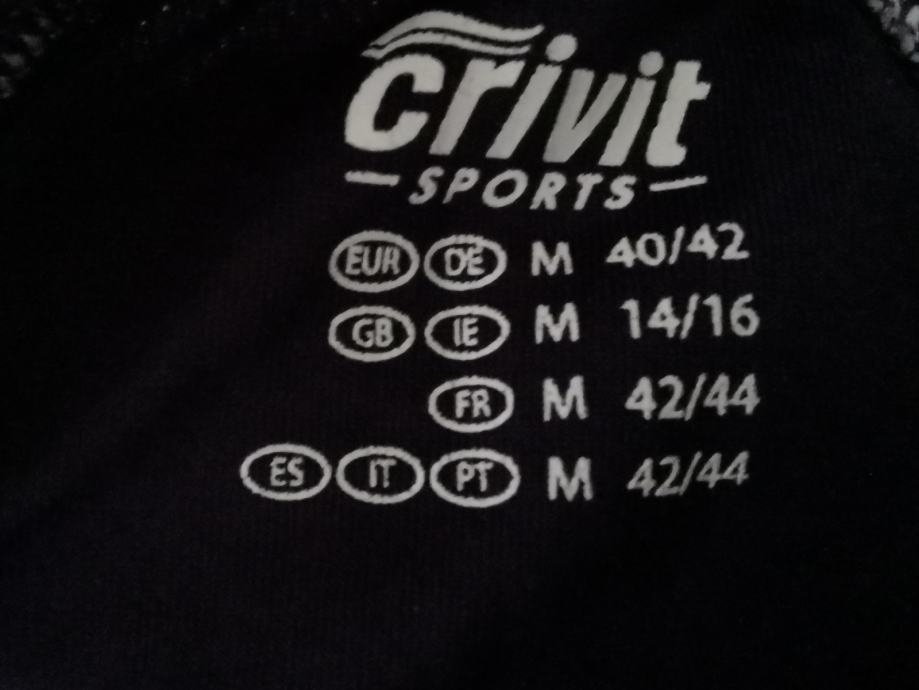 crivit
SPORTS
EUR DE M 40/42
GB IE M 14/16
FR M 42/44
ES IT PT M 42/44